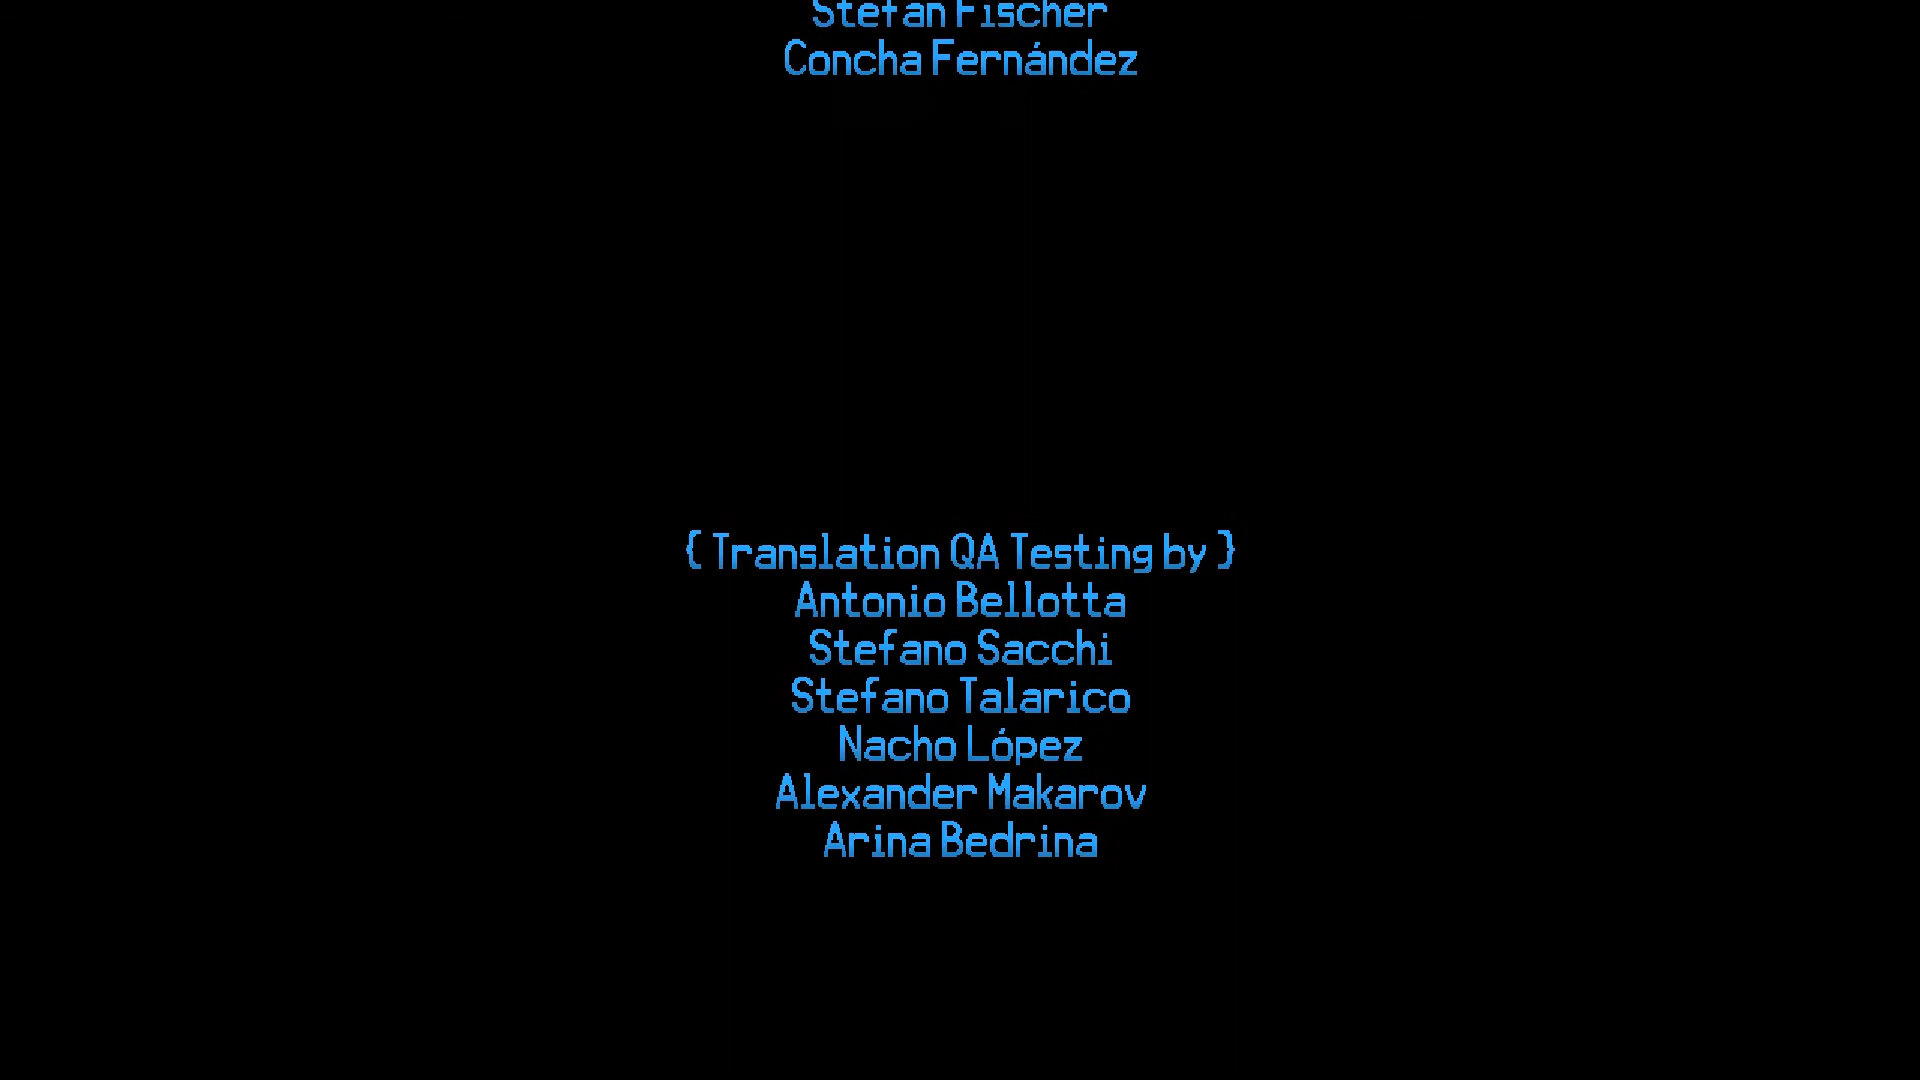 Stefan Fischer
Concha Fernández
{ Translation QA Testing by }
Antonio Bellotta
Stefano Sacchi
Stefano Talarico
Nacho López
Alexander Makarov
Arina Bedrina